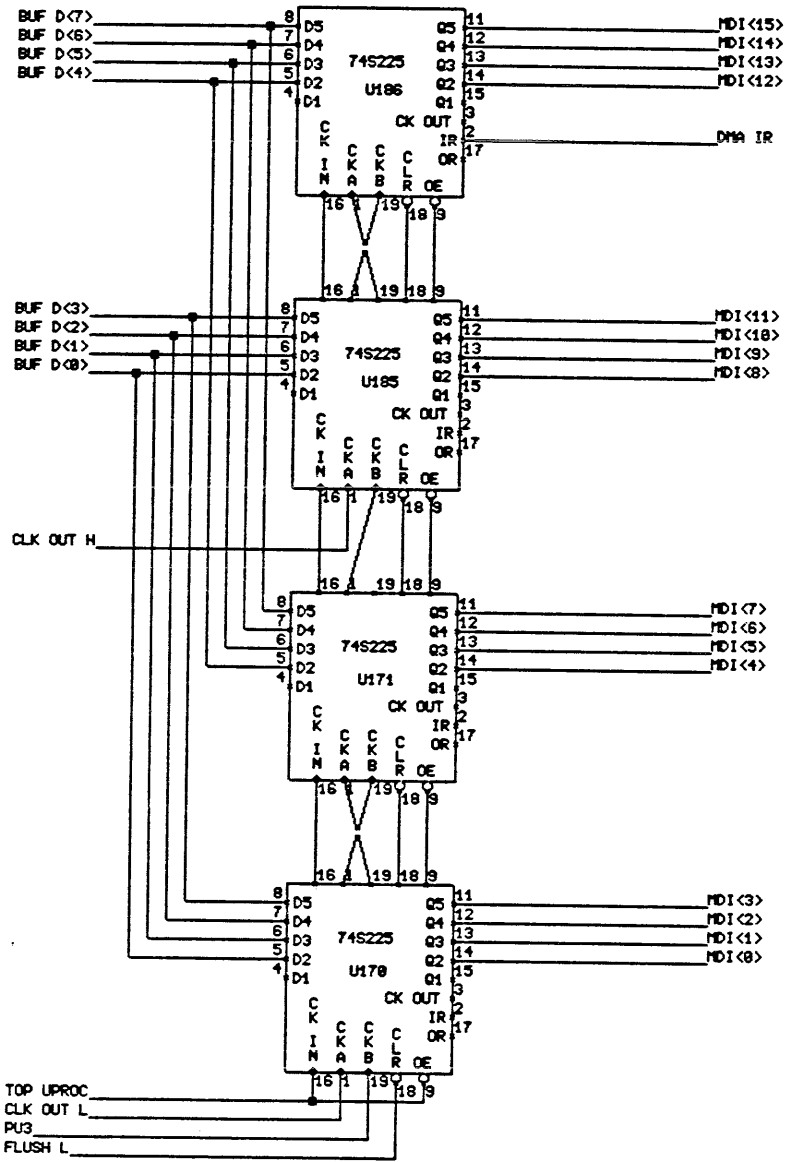 BUF D<7> 8 D5 Q5 11 MDI<15>
BUF D<6> 7 D4 74S225 Q4 12 MDI<14>
BUF D<5> 6 D3 Q3 13 MDI<13>
BUF D<4> 5 D2 U186 Q2 14 MDI<12>
4 D1 Q1 15
CK OUT 3
IR 2 DMA IR
OR 17
CK IN CKA CKB CLR OE
16 1 19 18 9
16 1 19 18 9
BUF D<3> 8 D5 Q5 11 MDI<11>
BUF D<2> 7 D4 Q4 12 MDI<10>
BUF D<1> 6 D3 74S225 Q3 13 MDI<9>
BUF D<0> 5 D2 U185 Q2 14 MDI<8>
4 D1 Q1 15
CK OUT 3
IR 2
OR 17
CK IN CKA CKB CLR OE
16 1 19 18 9
CLK OUT H
16 1 19 18 9
8 D5 Q5 11 MDI<7>
7 D4 Q4 12 MDI<6>
6 D3 74S225 Q3 13 MDI<5>
5 D2 U171 Q2 14 MDI<4>
4 D1 Q1 15
CK OUT 3
IR 2
OR 17
CK IN CKA CKB CLR OE
16 1 19 18 9
16 1 19 18 9
8 D5 Q5 11 MDI<3>
7 D4 Q4 12 MDI<2>
6 D3 74S225 Q3 13 MDI<1>
5 D2 U170 Q2 14 MDI<0>
4 D1 Q1 15
CK OUT 3
IR 2
OR 17
CK IN CKA CKB CLR OE
16 1 19 18 9
TOP UPROC
CLK OUT L
PU3
FLUSH L